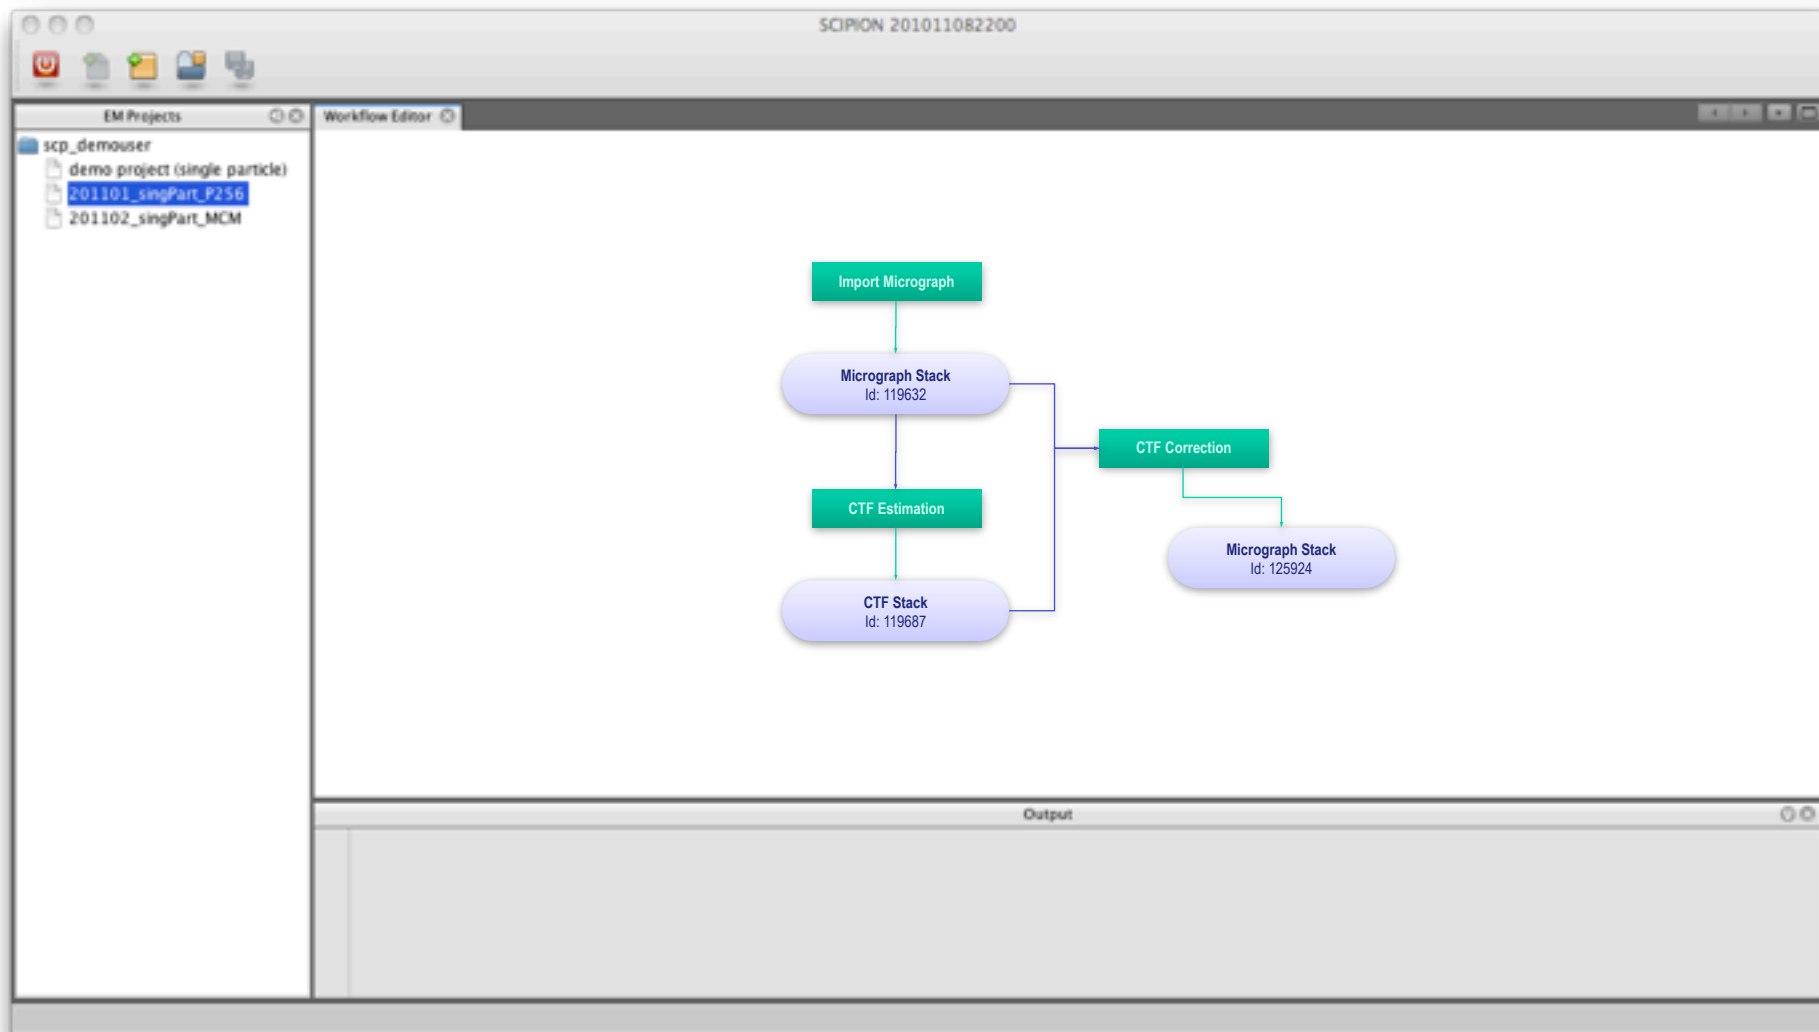 SCIPION 201011082200
EM Projects
Workflow Editor
scp_demouser
demo project (single particle)
201101_singPart_P256
201102_singPart_MCM
Import Micrograph
Micrograph Stack
Id: 119632
CTF Correction
CTF Estimation
Micrograph Stack
Id: 125924
CTF Stack
Id: 119687
Output